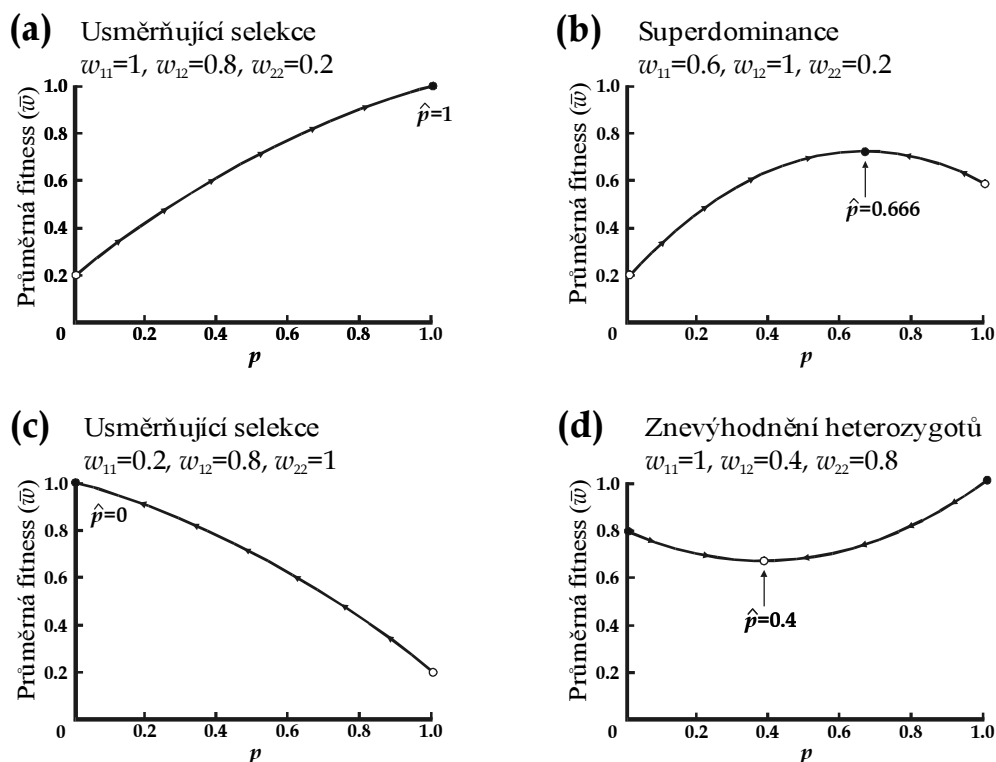 (a) Usměrňující selekce
w₁₁=1, w₁₂=0.8, w₂₂=0.2
Průměrná fitness (w̄)
1.0
0.8
0.6
0.4
0.2
0
p̂=1
0.2 0.4 0.6 0.8 1.0
p
(b) Superdominance
w₁₁=0.6, w₁₂=1, w₂₂=0.2
Průměrná fitness (w̄)
1.0
0.8
0.6
0.4
0.2
0
p̂=0.666
0.2 0.4 0.6 0.8 1.0
p
(c) Usměrňující selekce
w₁₁=0.2, w₁₂=0.8, w₂₂=1
Průměrná fitness (w̄)
1.0
0.8
0.6
0.4
0.2
0
p̂=0
0.2 0.4 0.6 0.8 1.0
p
(d) Znevýhodnění heterozygotů
w₁₁=1, w₁₂=0.4, w₂₂=0.8
Průměrná fitness (w̄)
1.0
0.8
0.6
0.4
0.2
0
p̂=0.4
0.2 0.4 0.6 0.8 1.0
p